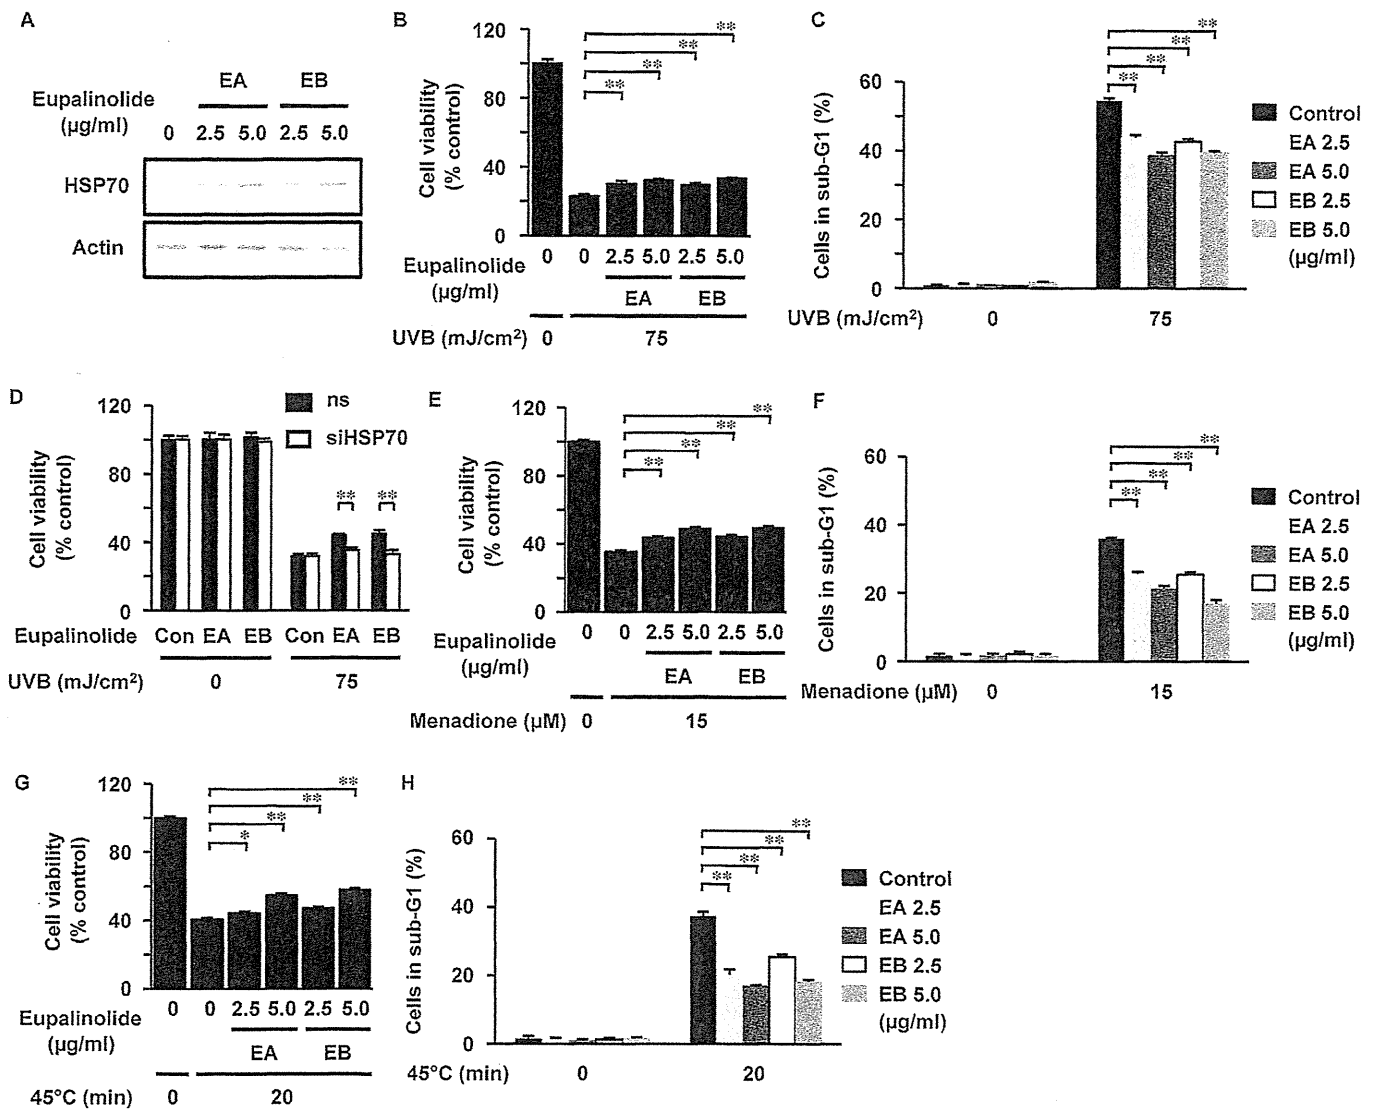 A
EA EB
Eupalinolide
(µg/ml)
0 2.5 5.0 2.5 5.0
HSP70
Actin
B
Cell viability
(% control)
120
80
40
0
** ** ** **
Eupalinolide
(µg/ml)
0 0 2.5 5.0 2.5 5.0
EA EB
UVB (mJ/cm²) 0 75
C
Cells in sub-G1 (%)
60
40
20
0
** ** ** **
UVB (mJ/cm²) 0 75
Control
EA 2.5
EA 5.0
EB 2.5
EB 5.0
(µg/ml)
D
Cell viability
(% control)
120
80
40
0
ns
siHSP70
** **
Eupalinolide Con EA EB Con EA EB
UVB (mJ/cm²) 0 75
E
Cell viability
(% control)
120
80
40
0
** ** ** **
Eupalinolide
(µg/ml)
0 0 2.5 5.0 2.5 5.0
EA EB
Menadione (µM) 0 15
F
Cells in sub-G1 (%)
60
40
20
0
** ** ** **
Menadione (µM) 0 15
Control
EA 2.5
EA 5.0
EB 2.5
EB 5.0
(µg/ml)
G
Cell viability
(% control)
120
80
40
0
* ** ** **
Eupalinolide
(µg/ml)
0 0 2.5 5.0 2.5 5.0
EA EB
45°C (min) 0 20
H
Cells in sub-G1 (%)
60
40
20
0
** ** ** **
45°C (min) 0 20
Control
EA 2.5
EA 5.0
EB 2.5
EB 5.0
(µg/ml)